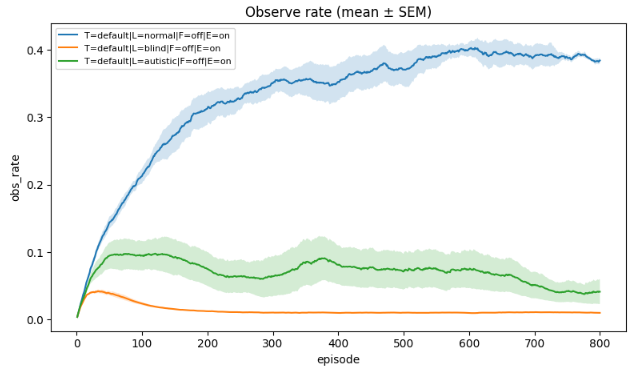 Observe rate (mean ± SEM)
T=default|L=normal|F=off|E=on
T=default|L=blind|F=off|E=on
T=default|L=autistic|F=off|E=on
obs_rate
0.4
0.3
0.2
0.1
0.0
0 100 200 300 400 500 600 700 800
episode